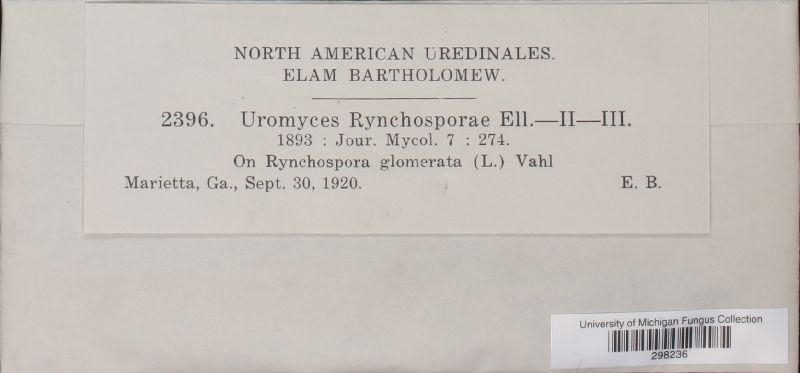 NORTH AMERICAN UREDINALES.
ELAM BARTHOLOMEW.
2396. Uromyces Rynchosporae Ell.—II—III.
1893 : Jour. Mycol. 7 : 274.
On Rynchospora glomerata (L.) Vahl
Marietta, Ga., Sept. 30, 1920. E. B.
University of Michigan Fungus Collection
298236